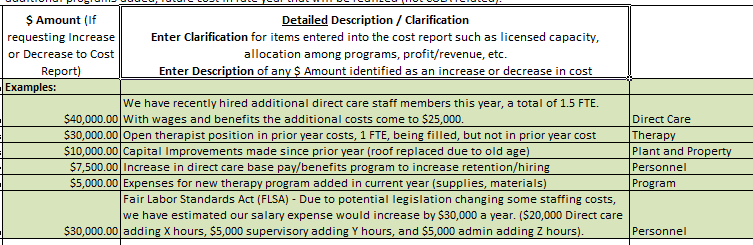 $ Amount (If
requesting Increase
or Decrease to Cost
Report)
Detailed Description / Clarification
Enter Clarification for items entered into the cost report such as licensed capacity,
allocation among programs, profit/revenue, etc.
Enter Description of any $ Amount identified as an increase or decrease in cost
Examples:
We have recently hired additional direct care staff members this year, a total of 1.5 FTE.
$40,000.00 With wages and benefits the additional costs come to $25,000. Direct Care
$30,000.00 Open therapist position in prior year costs, 1 FTE, being filled, but not in prior year cost Therapy
$10,000.00 Capital Improvements made since prior year (roof replaced due to old age) Plant and Property
$7,500.00 Increase in direct care base pay/benefits program to increase retention/hiring Personnel
$5,000.00 Expenses for new therapy program added in current year (supplies, materials) Program
Fair Labor Standards Act (FLSA) - Due to potential legislation changing some staffing costs,
we have estimated our salary expense would increase by $30,000 a year. ($20,000 Direct care
$30,000.00 adding X hours, $5,000 supervisory adding Y hours, and $5,000 admin adding Z hours). Personnel